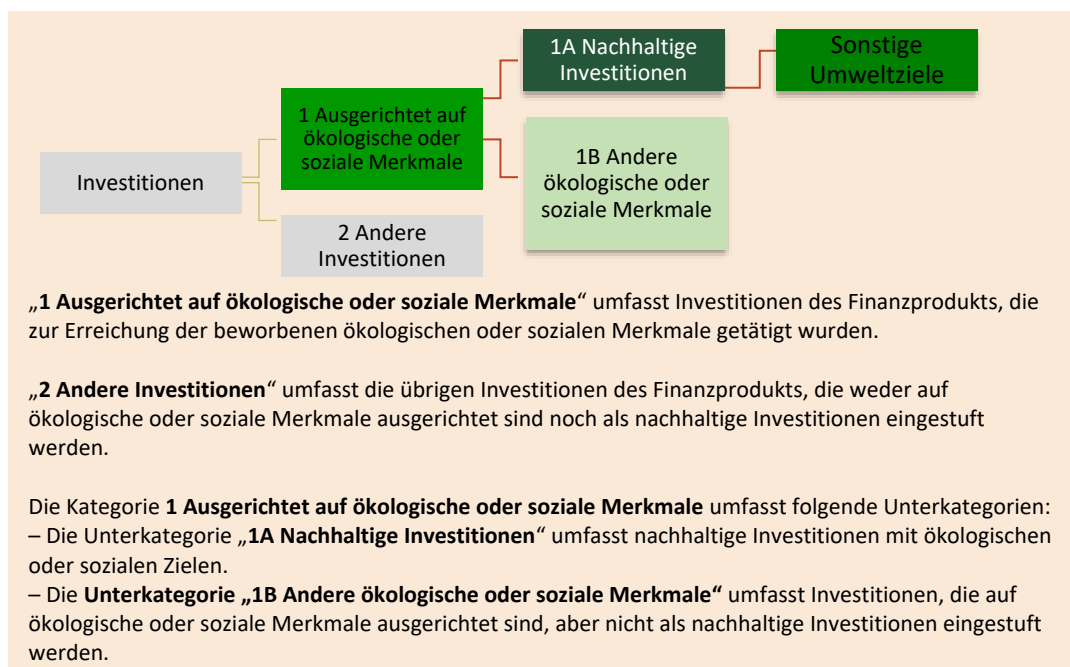 1A Nachhaltige
Investitionen
Sonstige
Umweltziele
1 Ausgerichtet auf
ökologische oder
soziale Merkmale
Investitionen
1B Andere
ökologische oder
soziale Merkmale
2 Andere
Investitionen
„1 Ausgerichtet auf ökologische oder soziale Merkmale“ umfasst Investitionen des Finanzprodukts, die
zur Erreichung der beworbenen ökologischen oder sozialen Merkmale getätigt wurden.
„2 Andere Investitionen“ umfasst die übrigen Investitionen des Finanzprodukts, die weder auf
ökologische oder soziale Merkmale ausgerichtet sind noch als nachhaltige Investitionen eingestuft
werden.
Die Kategorie 1 Ausgerichtet auf ökologische oder soziale Merkmale umfasst folgende Unterkategorien:
– Die Unterkategorie „1A Nachhaltige Investitionen“ umfasst nachhaltige Investitionen mit ökologischen
oder sozialen Zielen.
– Die Unterkategorie „1B Andere ökologische oder soziale Merkmale“ umfasst Investitionen, die auf
ökologische oder soziale Merkmale ausgerichtet sind, aber nicht als nachhaltige Investitionen eingestuft
werden.